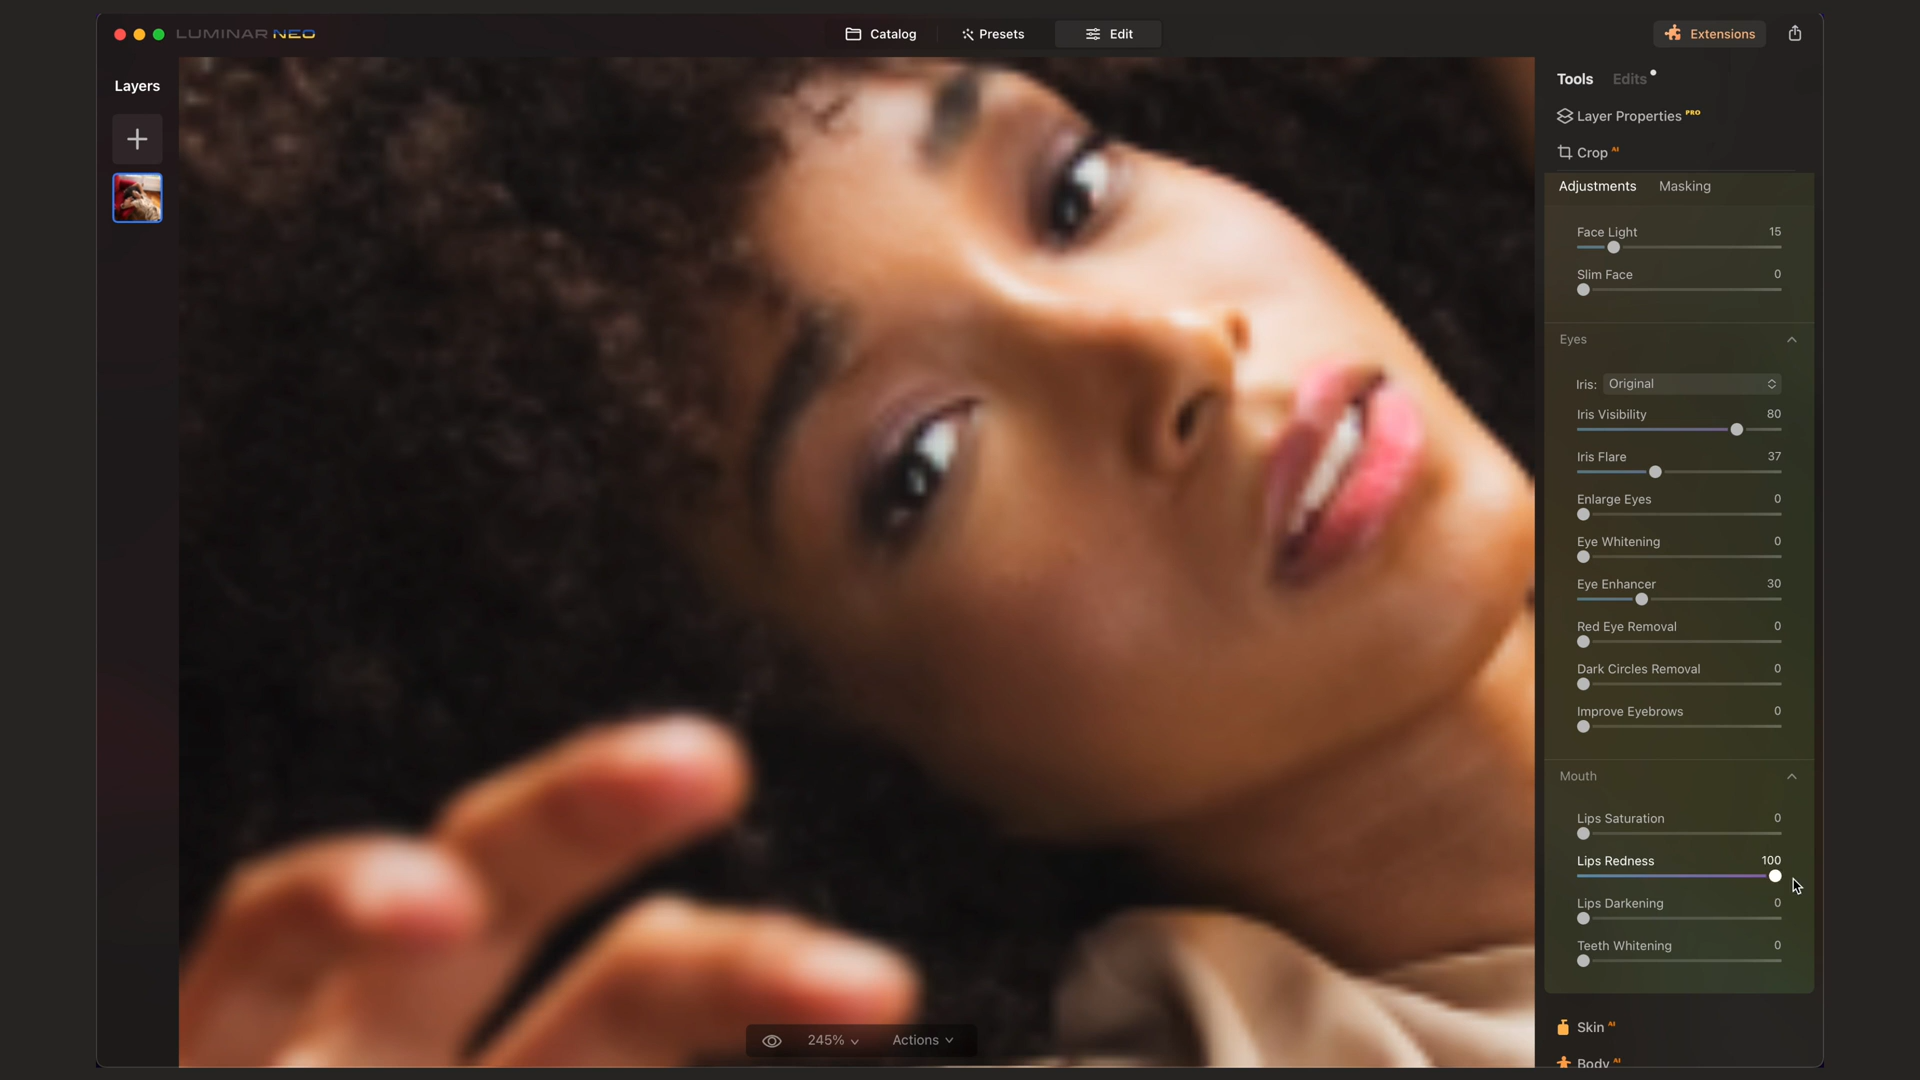 LUMINAR NEO
Catalog
Presets
Edit
Extensions
Layers
Tools
Edits
Layer Properties PRO
Crop AI
Adjustments
Masking
Face Light 15
Slim Face 0
Eyes
Iris: Original
Iris Visibility 80
Iris Flare 37
Enlarge Eyes 0
Eye Whitening 0
Eye Enhancer 30
Red Eye Removal 0
Dark Circles Removal 0
Improve Eyebrows 0
Mouth
Lips Saturation 0
Lips Redness 100
Lips Darkening 0
Teeth Whitening 0
Skin AI
Body AI
245%
Actions